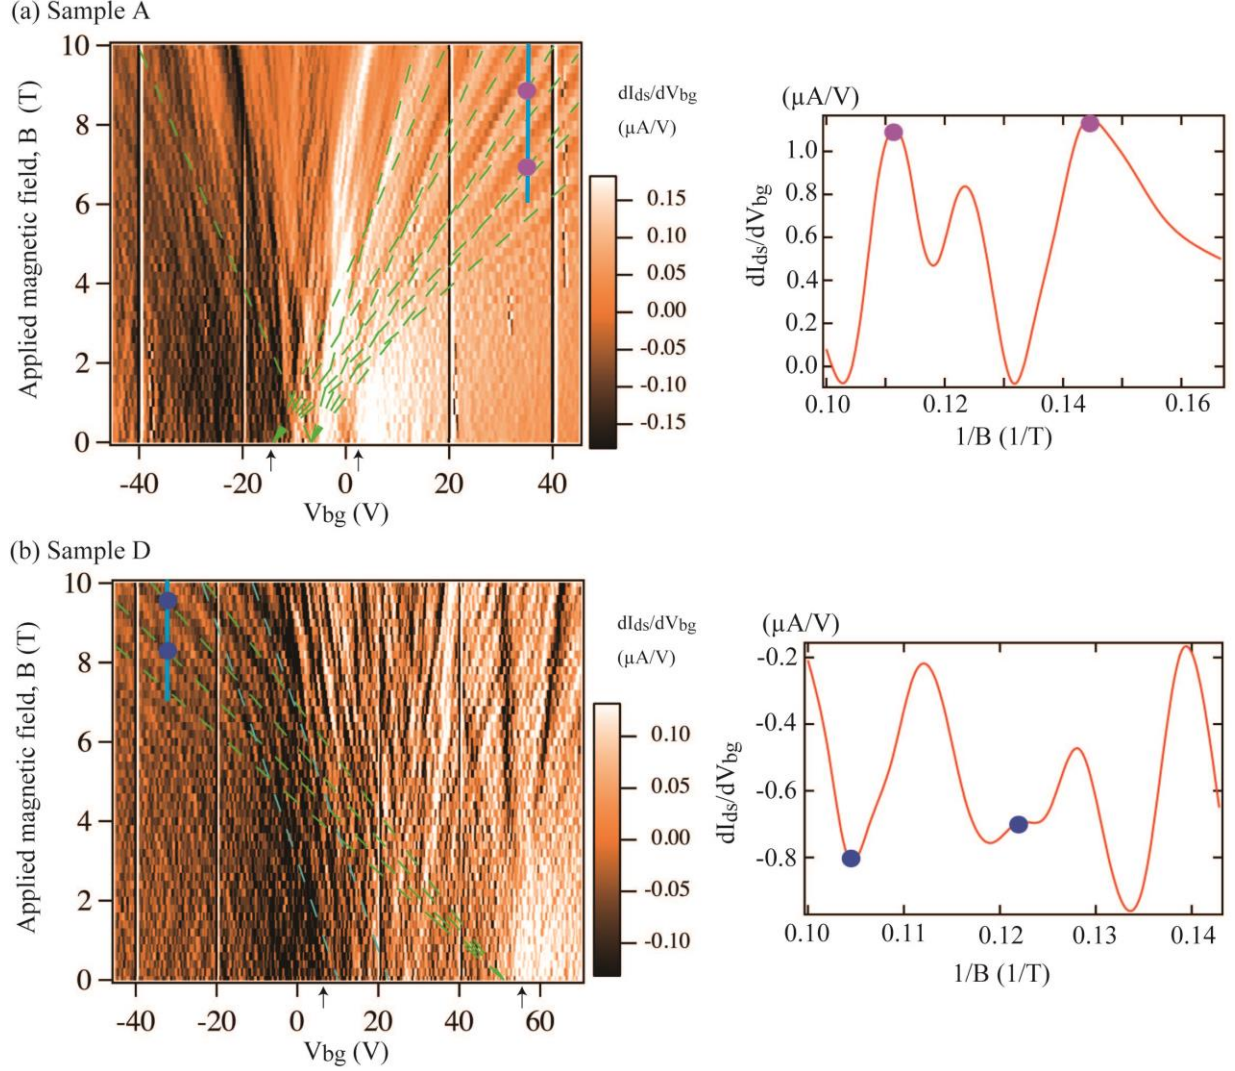 (a) Sample A
Applied magnetic field, B (T)
10
8
6
4
2
0
-40 -20 0 20 40
Vbg (V)
dIds/dVbg
(μA/V)
0.15
0.10
0.05
0.00
-0.05
-0.10
-0.15
(μA/V)
dIds/dVbg
1.0
0.8
0.6
0.4
0.2
0.0
0.10 0.12 0.14 0.16
1/B (1/T)
(b) Sample D
Applied magnetic field, B (T)
10
8
6
4
2
0
-40 -20 0 20 40 60
Vbg (V)
dIds/dVbg
(μA/V)
0.10
0.05
0.00
-0.05
-0.10
(μA/V)
dIds/dVbg
-0.2
-0.4
-0.6
-0.8
0.10 0.11 0.12 0.13 0.14
1/B (1/T)